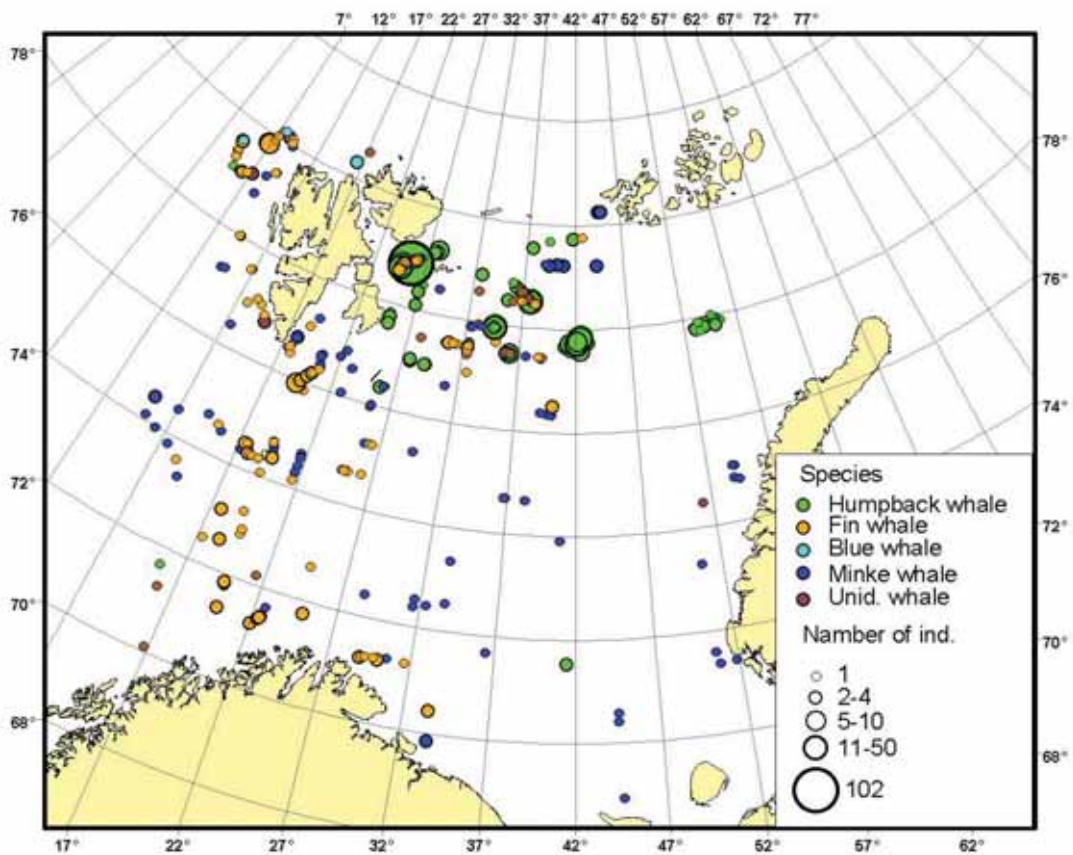 7° 12° 17° 22° 27° 32° 37° 42° 47° 52° 57° 62° 67° 72° 77°
78°
78°
76°
76°
74°
74°
72°
72°
70°
70°
68°
68°
Species
Humpback whale
Fin whale
Blue whale
Minke whale
Unid. whale
Namber of ind.
1
2-4
5-10
11-50
102
17° 22° 27° 32° 37° 42° 47° 52° 57° 62°